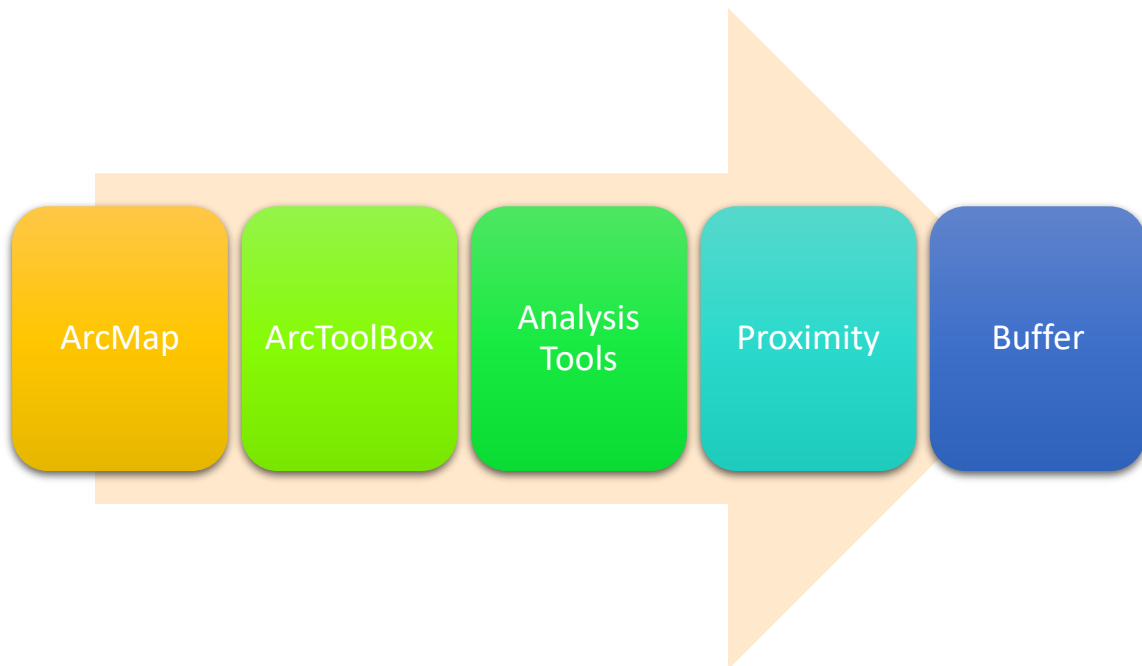 ArcMap
ArcToolBox
Analysis
Tools
Proximity
Buffer